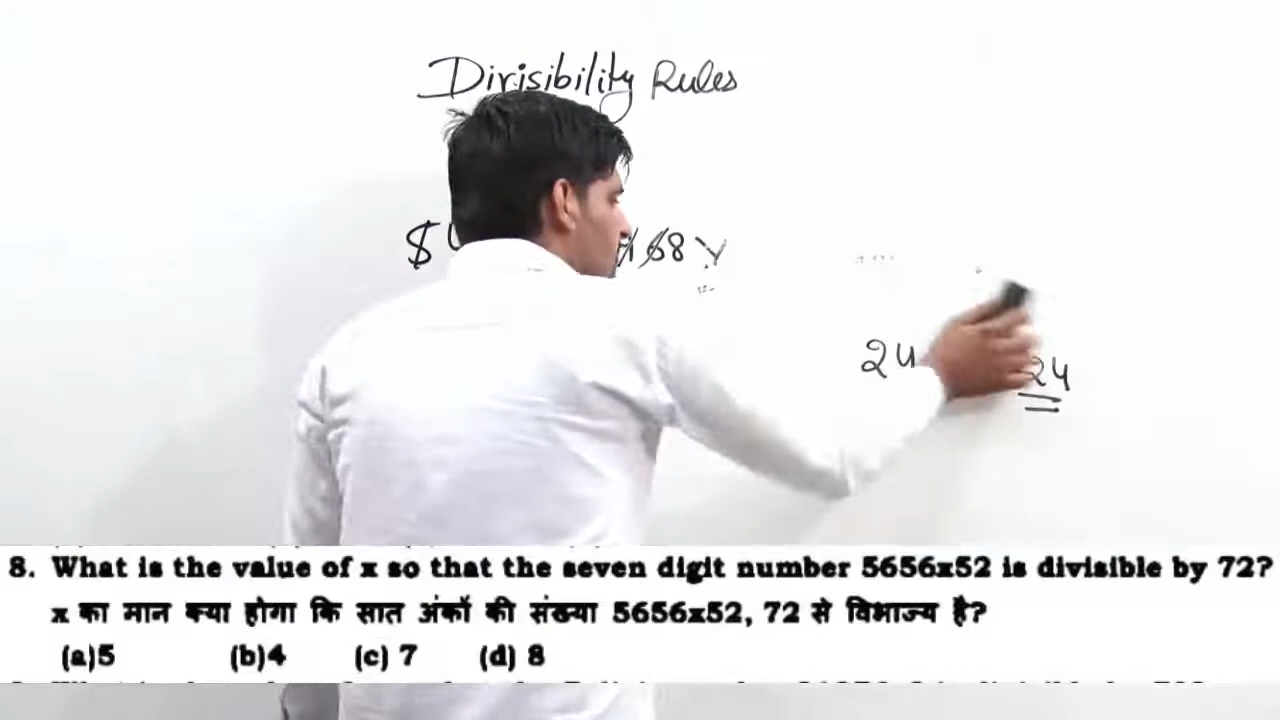 Divisibility Rules
68
24 24
8. What is the value of x so that the seven digit number 5656x52 is divisible by 72?
x का मान क्या होगा कि सात अंकों की संख्या 5656x52, 72 से विभाज्य है?
(a)5 (b)4 (c) 7 (d) 8